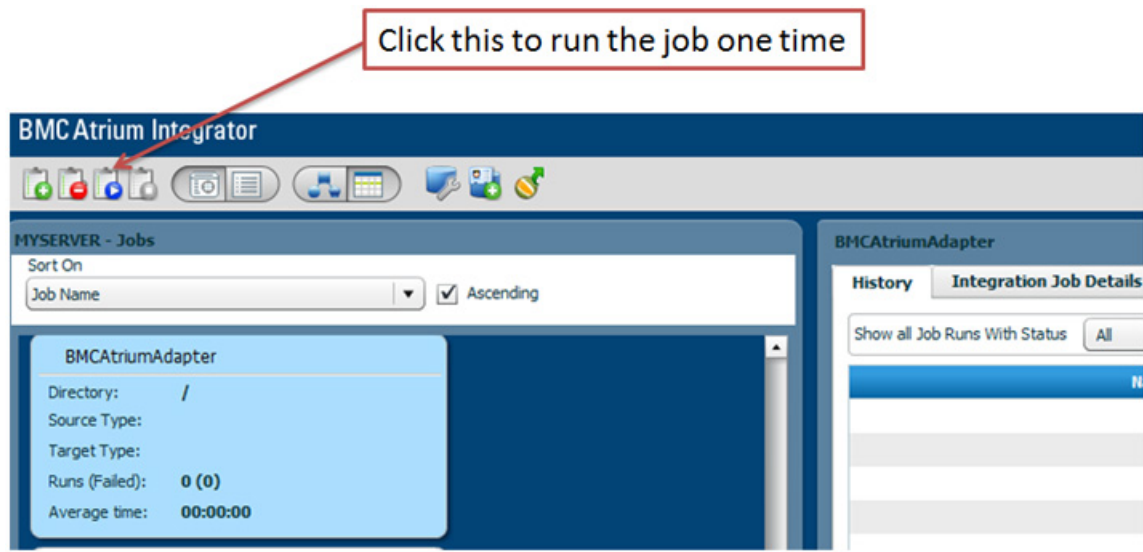 Click this to run the job one time
BMC Atrium Integrator
MYSERVER - Jobs
Sort On
Job Name
Ascending
BMCAtriumAdapter
Directory: /
Source Type:
Target Type:
Runs (Failed): 0 (0)
Average time: 00:00:00
BMCAtriumAdapter
History Integration Job Details
Show all Job Runs With Status All